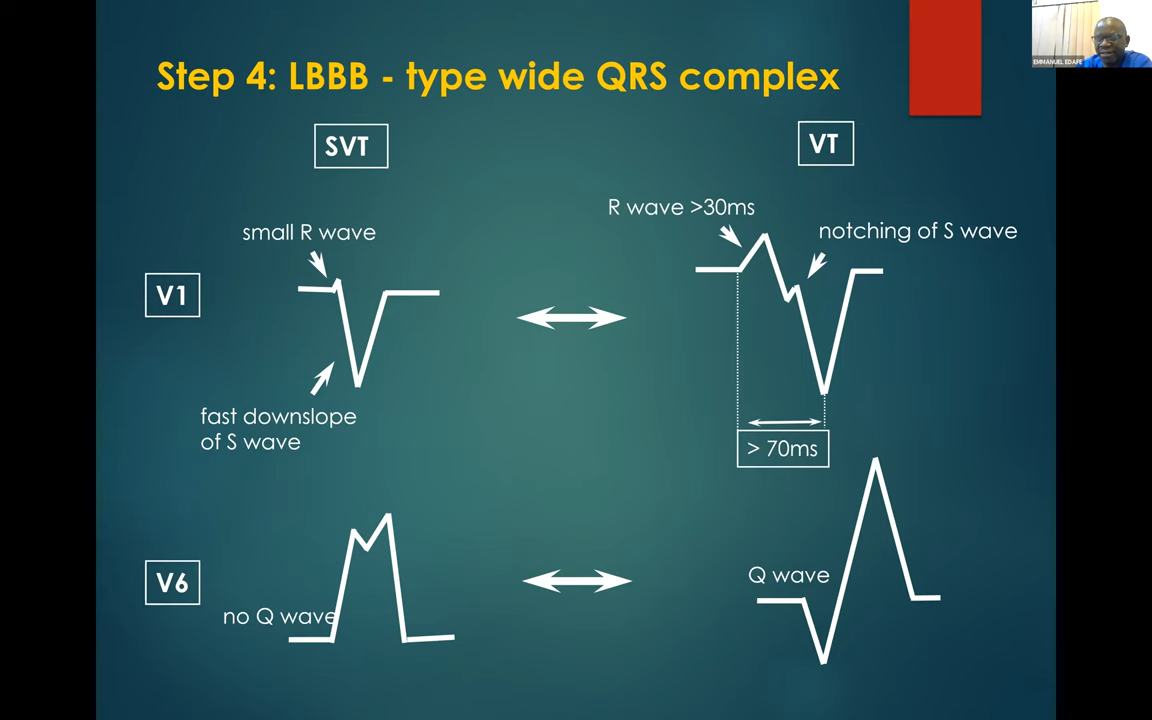 Step 4: LBBB - type wide QRS complex
EMMANUEL EDAFE
SVT
VT
R wave >30ms
small R wave
notching of S wave
V1
fast downslope
of S wave
> 70ms
V6
Q wave
no Q wave